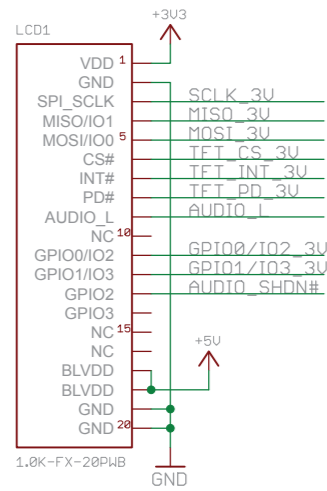 +3V3
LCD1
VDD 1
GND
SPI_SCLK SCLK_3V
MISO/IO1 MISO_3V
MOSI/IO0 5 MOSI_3V
CS# TFT_CS_3V
INT# TFT_INT_3V
PD# TFT_PD_3V
AUDIO_L AUDIO_L
NC 10
GPIO0/IO2 GPIO0/IO2_3V
GPIO1/IO3 GPIO1/IO3_3V
GPIO2 AUDIO_SHDN#
GPIO3
NC 15
NC
+5V
BLVDD
BLVDD
GND
GND 20
1.0K-FX-20PWB
GND